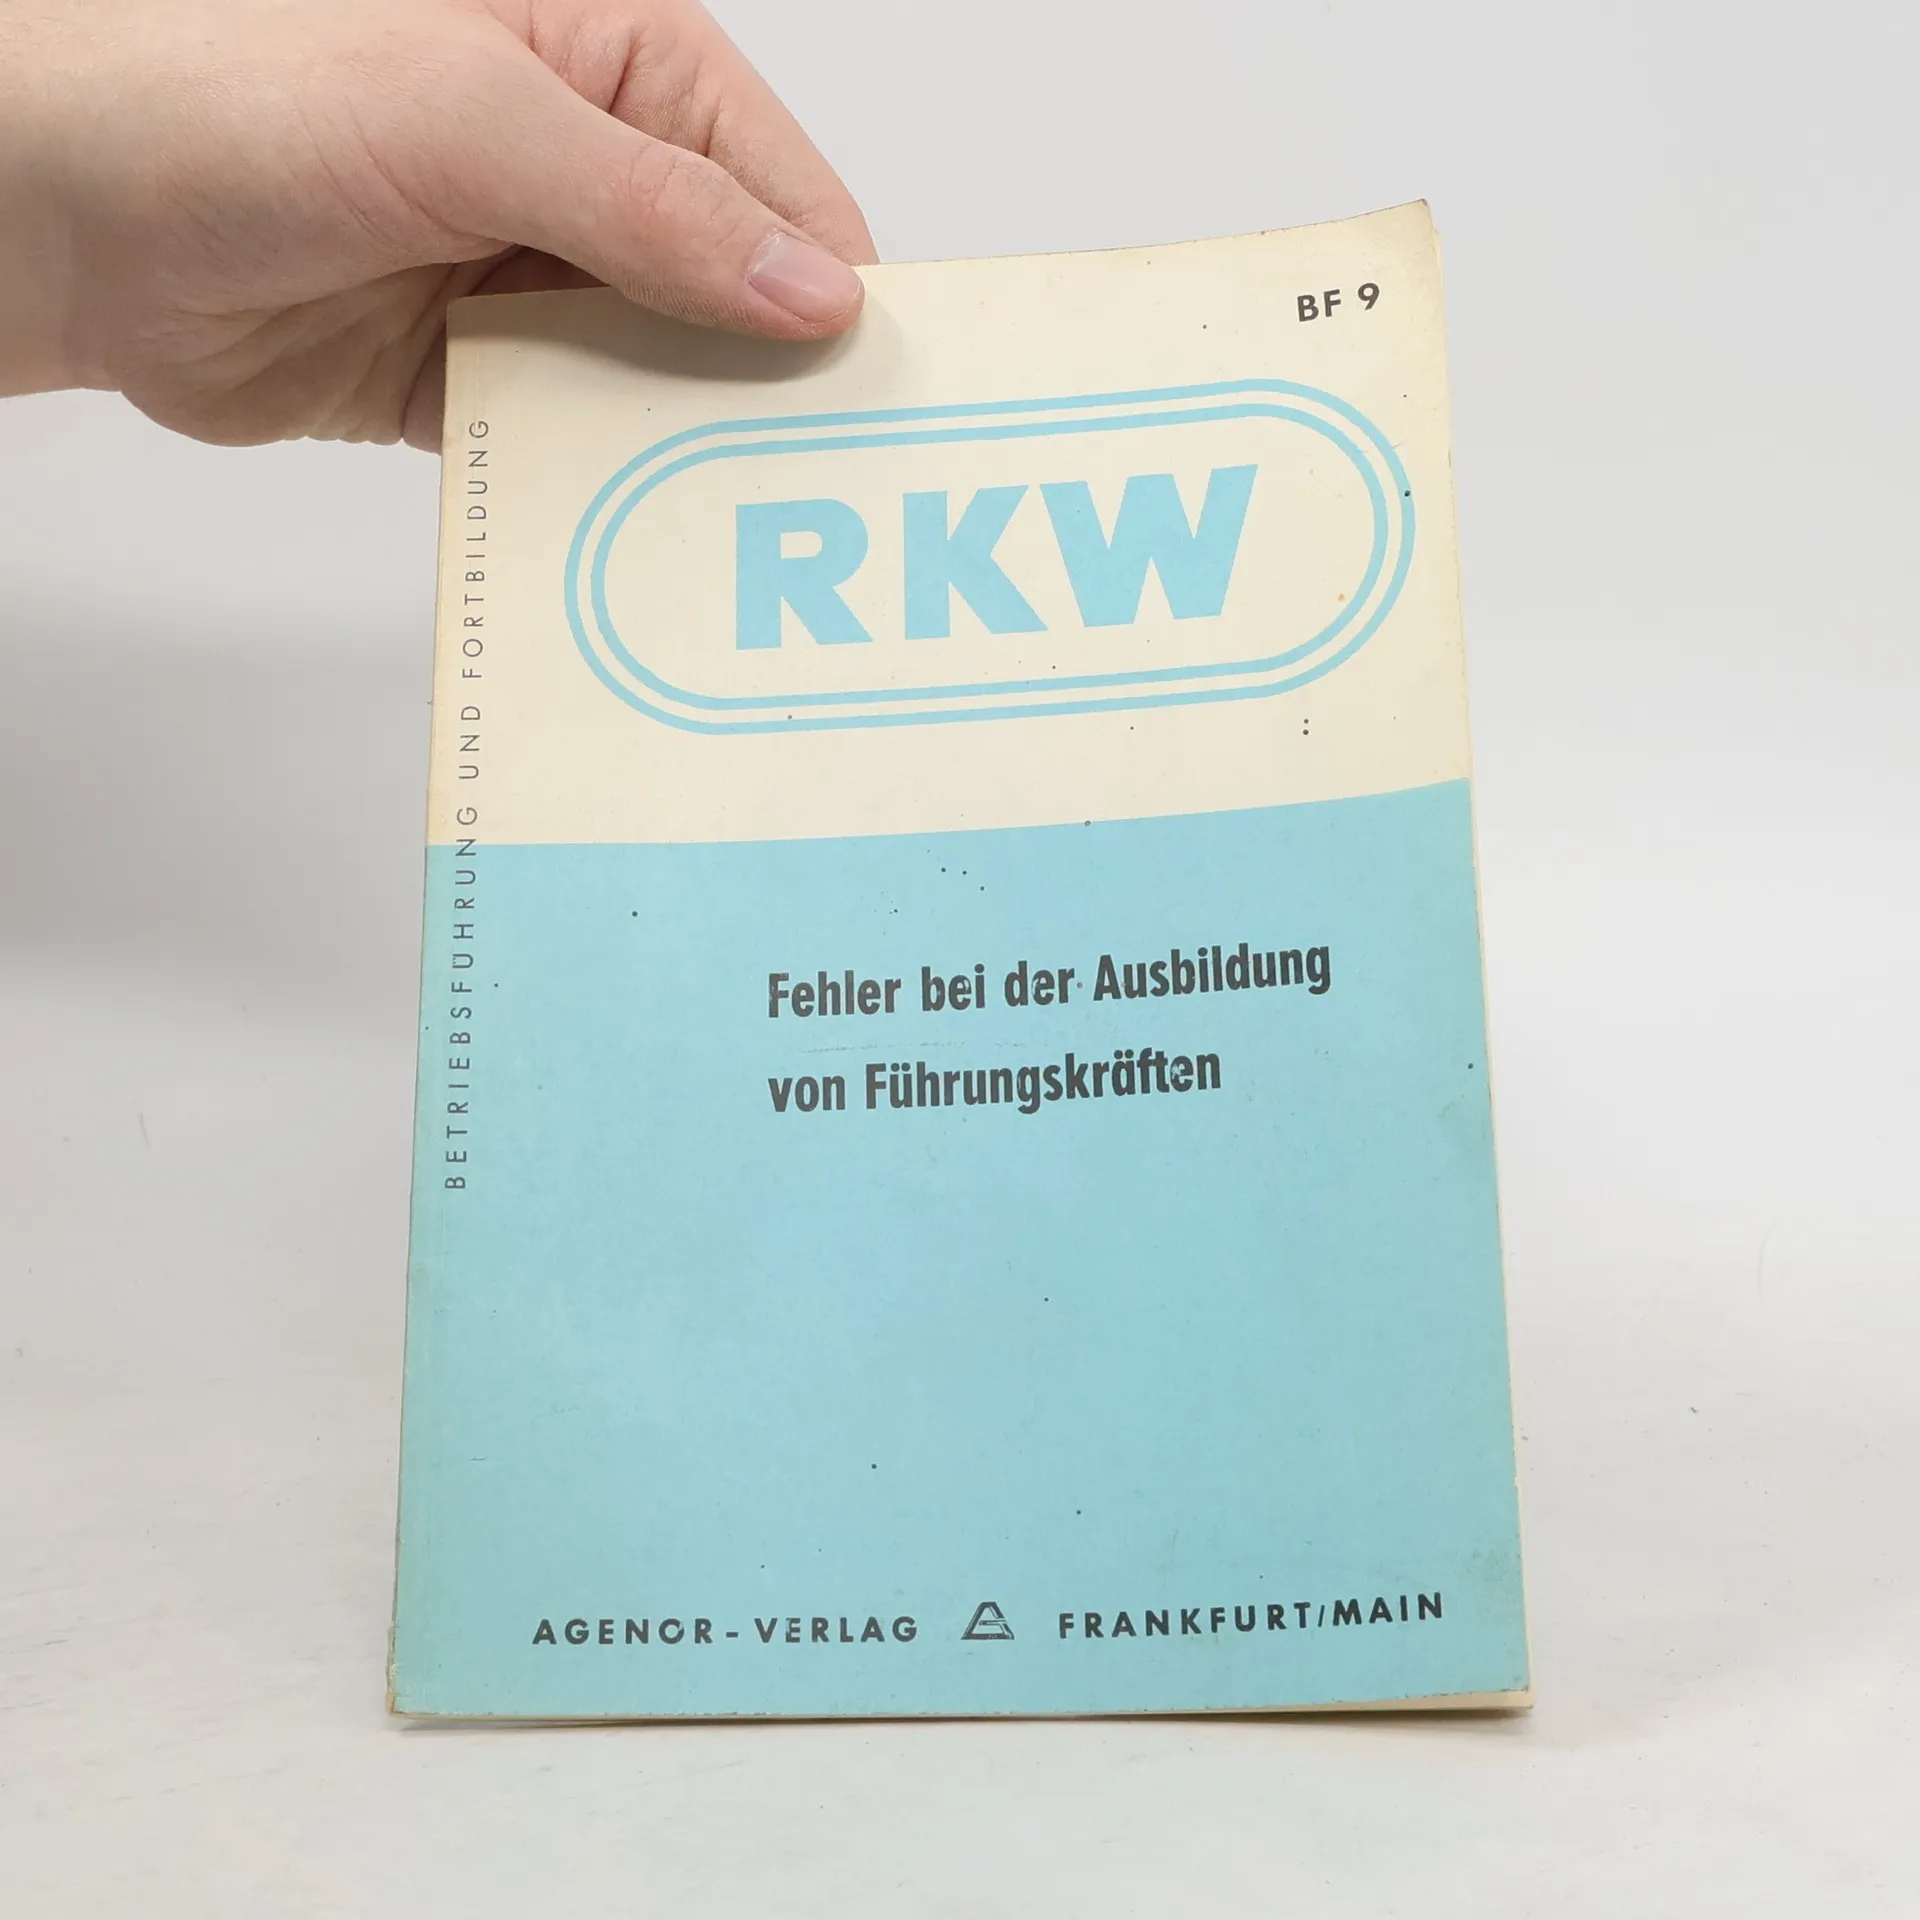 BF 9
RKW
BETRIEBSFÜHRUNG UND FORTBILDUNG
Fehler bei der Ausbildung
von Führungskräften
AGENOR-VERLAG FRANKFURT/MAIN